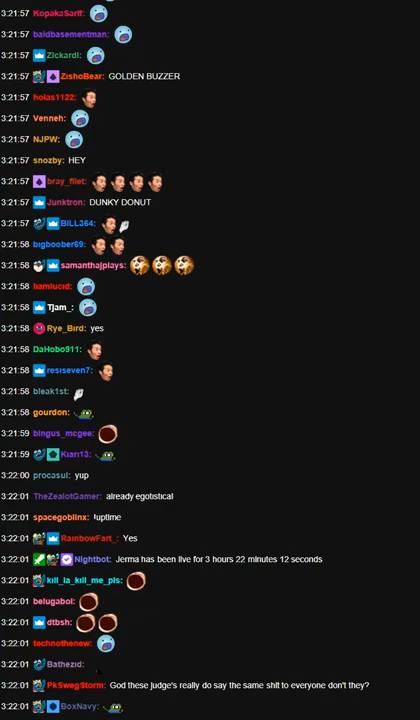 3:21:57 KopakaSarif:
3:21:57 baldbasementman:
3:21:57 Zickardi:
3:21:57 ZishoBear: GOLDEN BUZZER
3:21:57 holas1122:
3:21:57 Venneh:
3:21:57 NJPW:
3:21:57 snozby: HEY
3:21:57 bray_filet:
3:21:57 Junktron: DUNKY DONUT
3:21:57 BILL364:
3:21:58 bigboober69:
3:21:58 samanthajplays:
3:21:58 liamlucid:
3:21:58 Tjam_:
3:21:58 Rye_Bird: yes
3:21:58 DaHobo911:
3:21:58 resiseven7:
3:21:58 bleak1st:
3:21:58 gourdon:
3:21:59 bingus_mcgee:
3:21:59 Kiari13:
3:22:00 procasul: yup
3:22:01 TheZealotGamer: already egotistical
3:22:01 spacegoblinx: !uptime
3:22:01 RainbowFart_: Yes
3:22:01 Nightbot: Jerma has been live for 3 hours 22 minutes 12 seconds
3:22:01 kill_la_kill_me_pls:
3:22:01 belugabol:
3:22:01 dtbsh:
3:22:01 technothenew:
3:22:01 Bathezid:
3:22:01 PkSwegStorm: God these judge's really do say the same shit to everyone don't they?
3:22:01 BoxNavy: